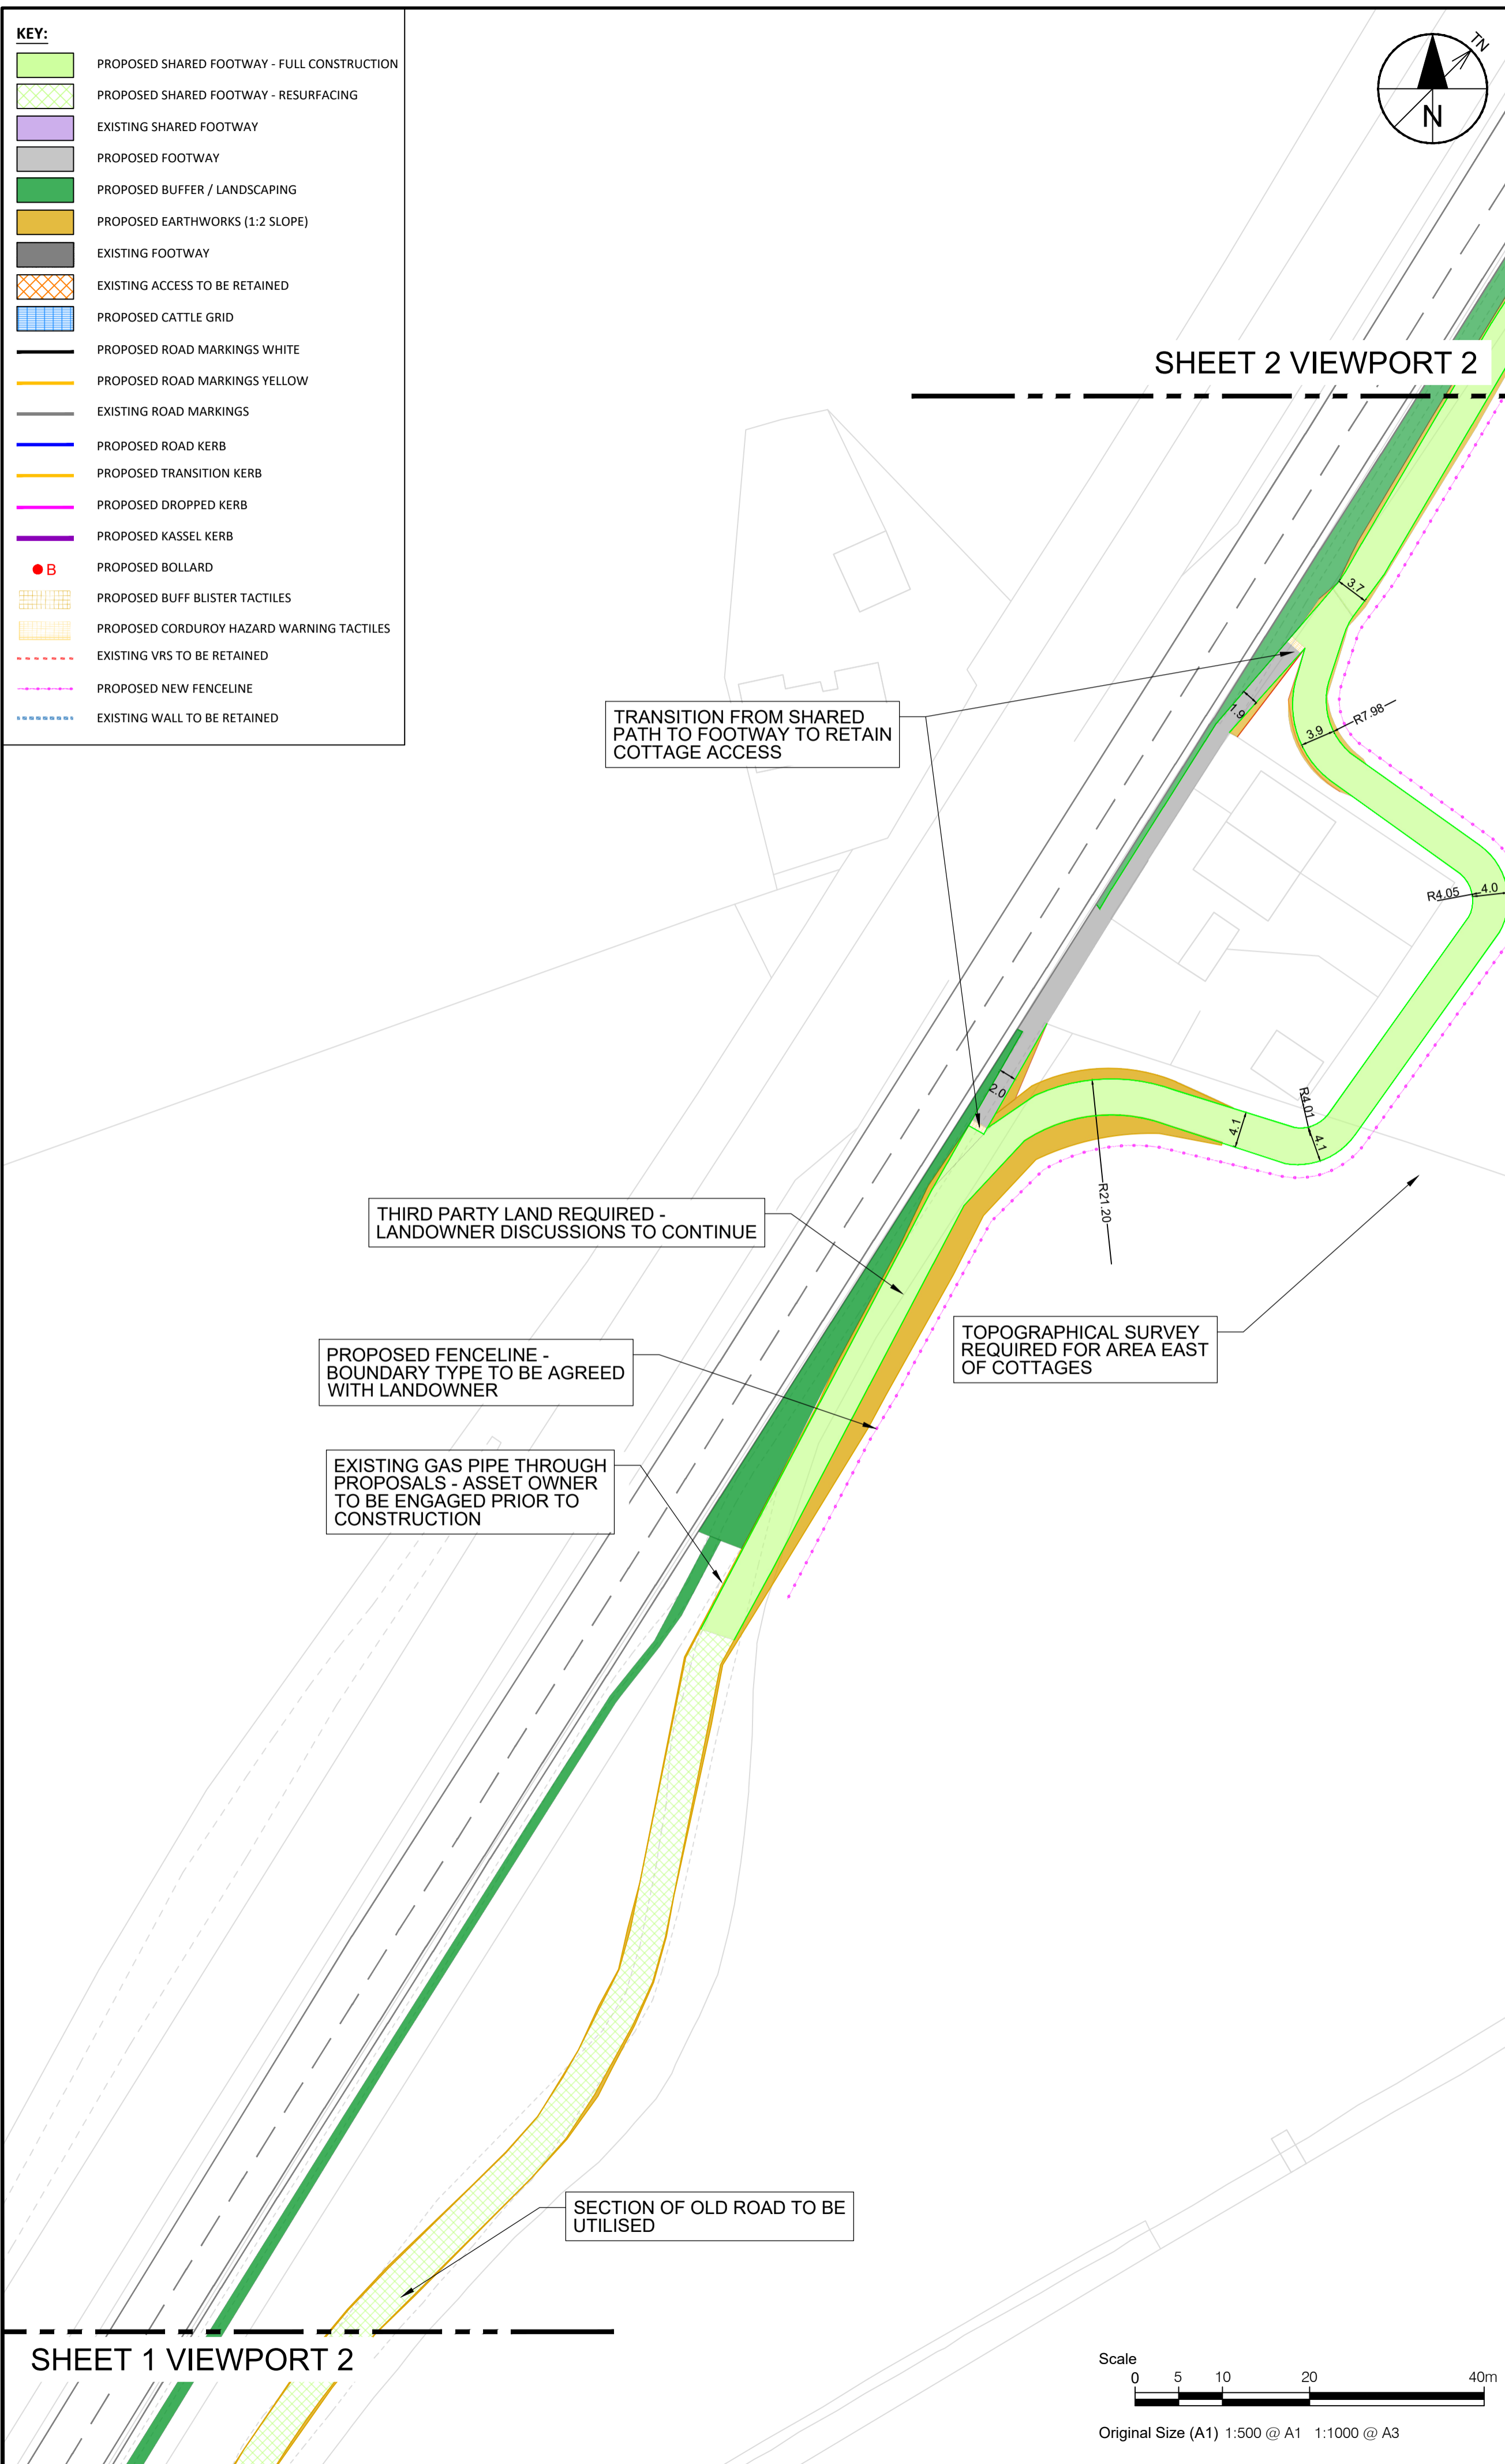 KEY:
PROPOSED SHARED FOOTWAY - FULL CONSTRUCTION
PROPOSED SHARED FOOTWAY - RESURFACING
EXISTING SHARED FOOTWAY
PROPOSED FOOTWAY
PROPOSED BUFFER / LANDSCAPING
PROPOSED EARTHWORKS (1:2 SLOPE)
EXISTING FOOTWAY
EXISTING ACCESS TO BE RETAINED
PROPOSED CATTLE GRID
PROPOSED ROAD MARKINGS WHITE
PROPOSED ROAD MARKINGS YELLOW
EXISTING ROAD MARKINGS
PROPOSED ROAD KERB
PROPOSED TRANSITION KERB
PROPOSED DROPPED KERB
PROPOSED KASSEL KERB
B PROPOSED BOLLARD
PROPOSED BUFF BLISTER TACTILES
PROPOSED CORDUROY HAZARD WARNING TACTILES
EXISTING VRS TO BE RETAINED
PROPOSED NEW FENCELINE
EXISTING WALL TO BE RETAINED
TN
N
SHEET 2 VIEWPORT 2
3.7
TRANSITION FROM SHARED
PATH TO FOOTWAY TO RETAIN
COTTAGE ACCESS
1.9
3.9
R7.98
R4.05
4.0
2.0
4.1
R4.01
4.1
R21.20
THIRD PARTY LAND REQUIRED -
LANDOWNER DISCUSSIONS TO CONTINUE
TOPOGRAPHICAL SURVEY
REQUIRED FOR AREA EAST
OF COTTAGES
PROPOSED FENCELINE -
BOUNDARY TYPE TO BE AGREED
WITH LANDOWNER
EXISTING GAS PIPE THROUGH
PROPOSALS - ASSET OWNER
TO BE ENGAGED PRIOR TO
CONSTRUCTION
SECTION OF OLD ROAD TO BE
UTILISED
SHEET 1 VIEWPORT 2
Scale
0 5 10 20 40m
Original Size (A1) 1:500 @ A1 1:1000 @ A3